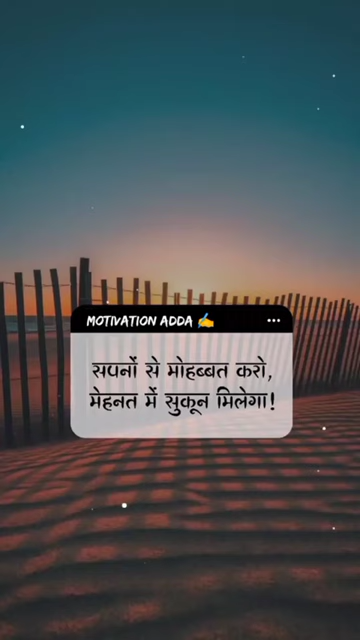 MOTIVATION ADDA ✍️
सपनों से मोहब्बत करो,
मेहनत में सुकून मिलेगा!